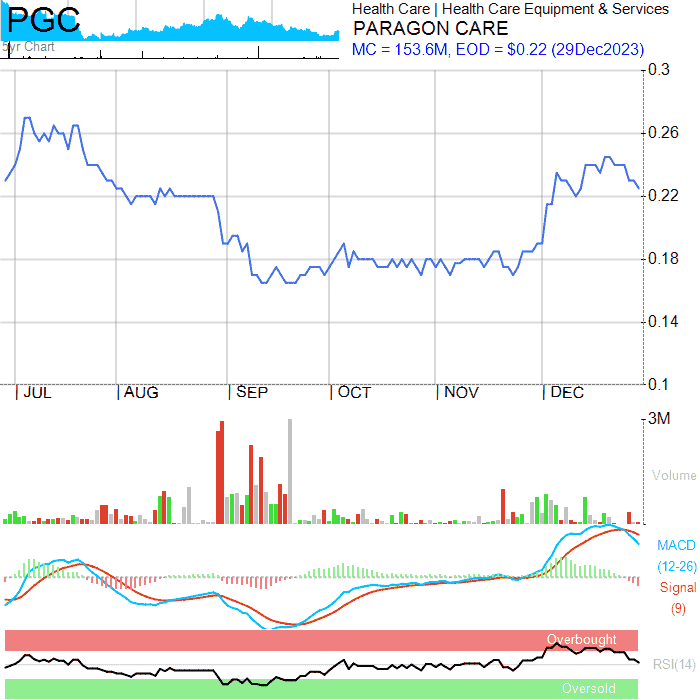 PGC
5yr Chart
Health Care | Health Care Equipment & Services
PARAGON CARE
MC = 153.6M, EOD = $0.22 (29Dec2023)
0.3
0.26
0.22
0.18
0.14
0.1
JUL AUG SEP OCT NOV DEC
3M
Volume
MACD
(12-26)
Signal
(9)
Overbought
RSI(14)
Oversold